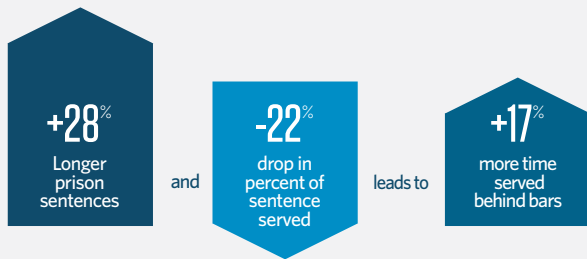 +28%
Longer
prison
sentences
and
-22%
drop in
percent of
sentence
served
leads to
+17%
more time
served
behind bars